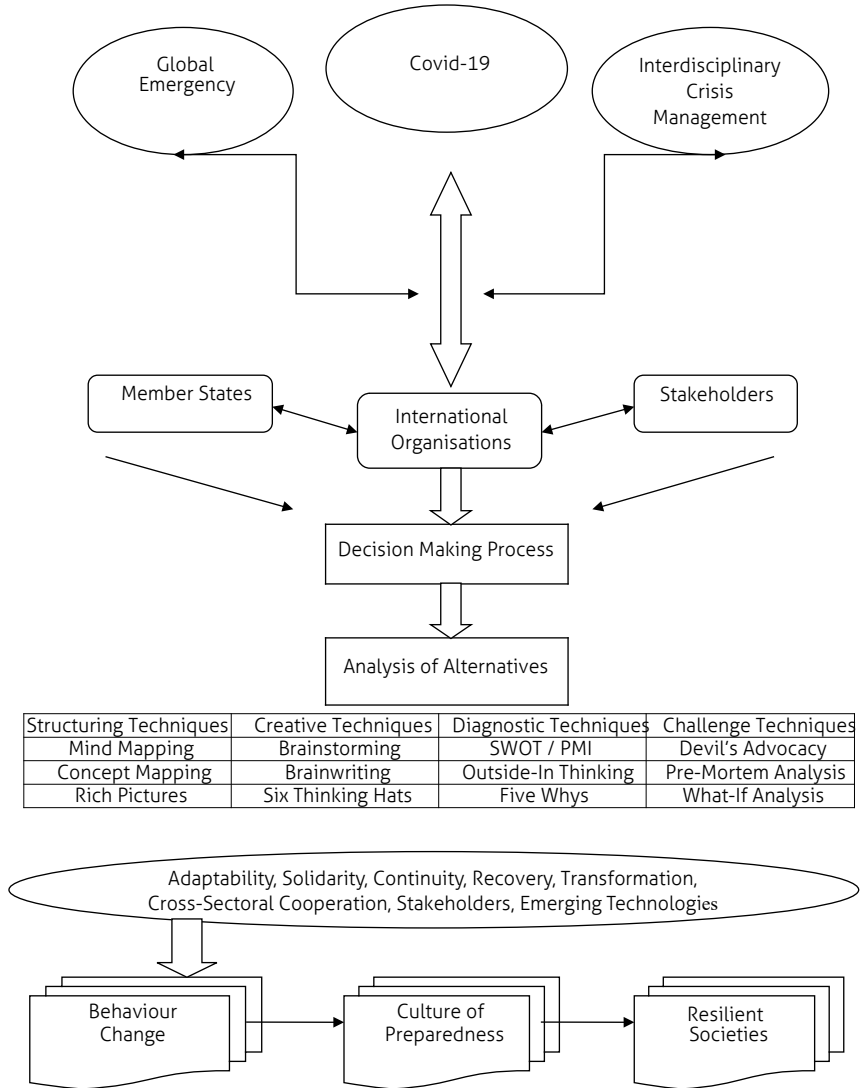 Global
Emergency
Covid-19
Interdisciplinary
Crisis
Management
Member States
International
Organisations
Stakeholders
Decision Making Process
Analysis of Alternatives
Structuring Techniques Creative Techniques Diagnostic Techniques Challenge Techniques
Mind Mapping Brainstorming SWOT / PMI Devil's Advocacy
Concept Mapping Brainwriting Outside-In Thinking Pre-Mortem Analysis
Rich Pictures Six Thinking Hats Five Whys What-If Analysis
Adaptability, Solidarity, Continuity, Recovery, Transformation,
Cross-Sectoral Cooperation, Stakeholders, Emerging Technologies
Behaviour
Change
Culture of
Preparedness
Resilient
Societies